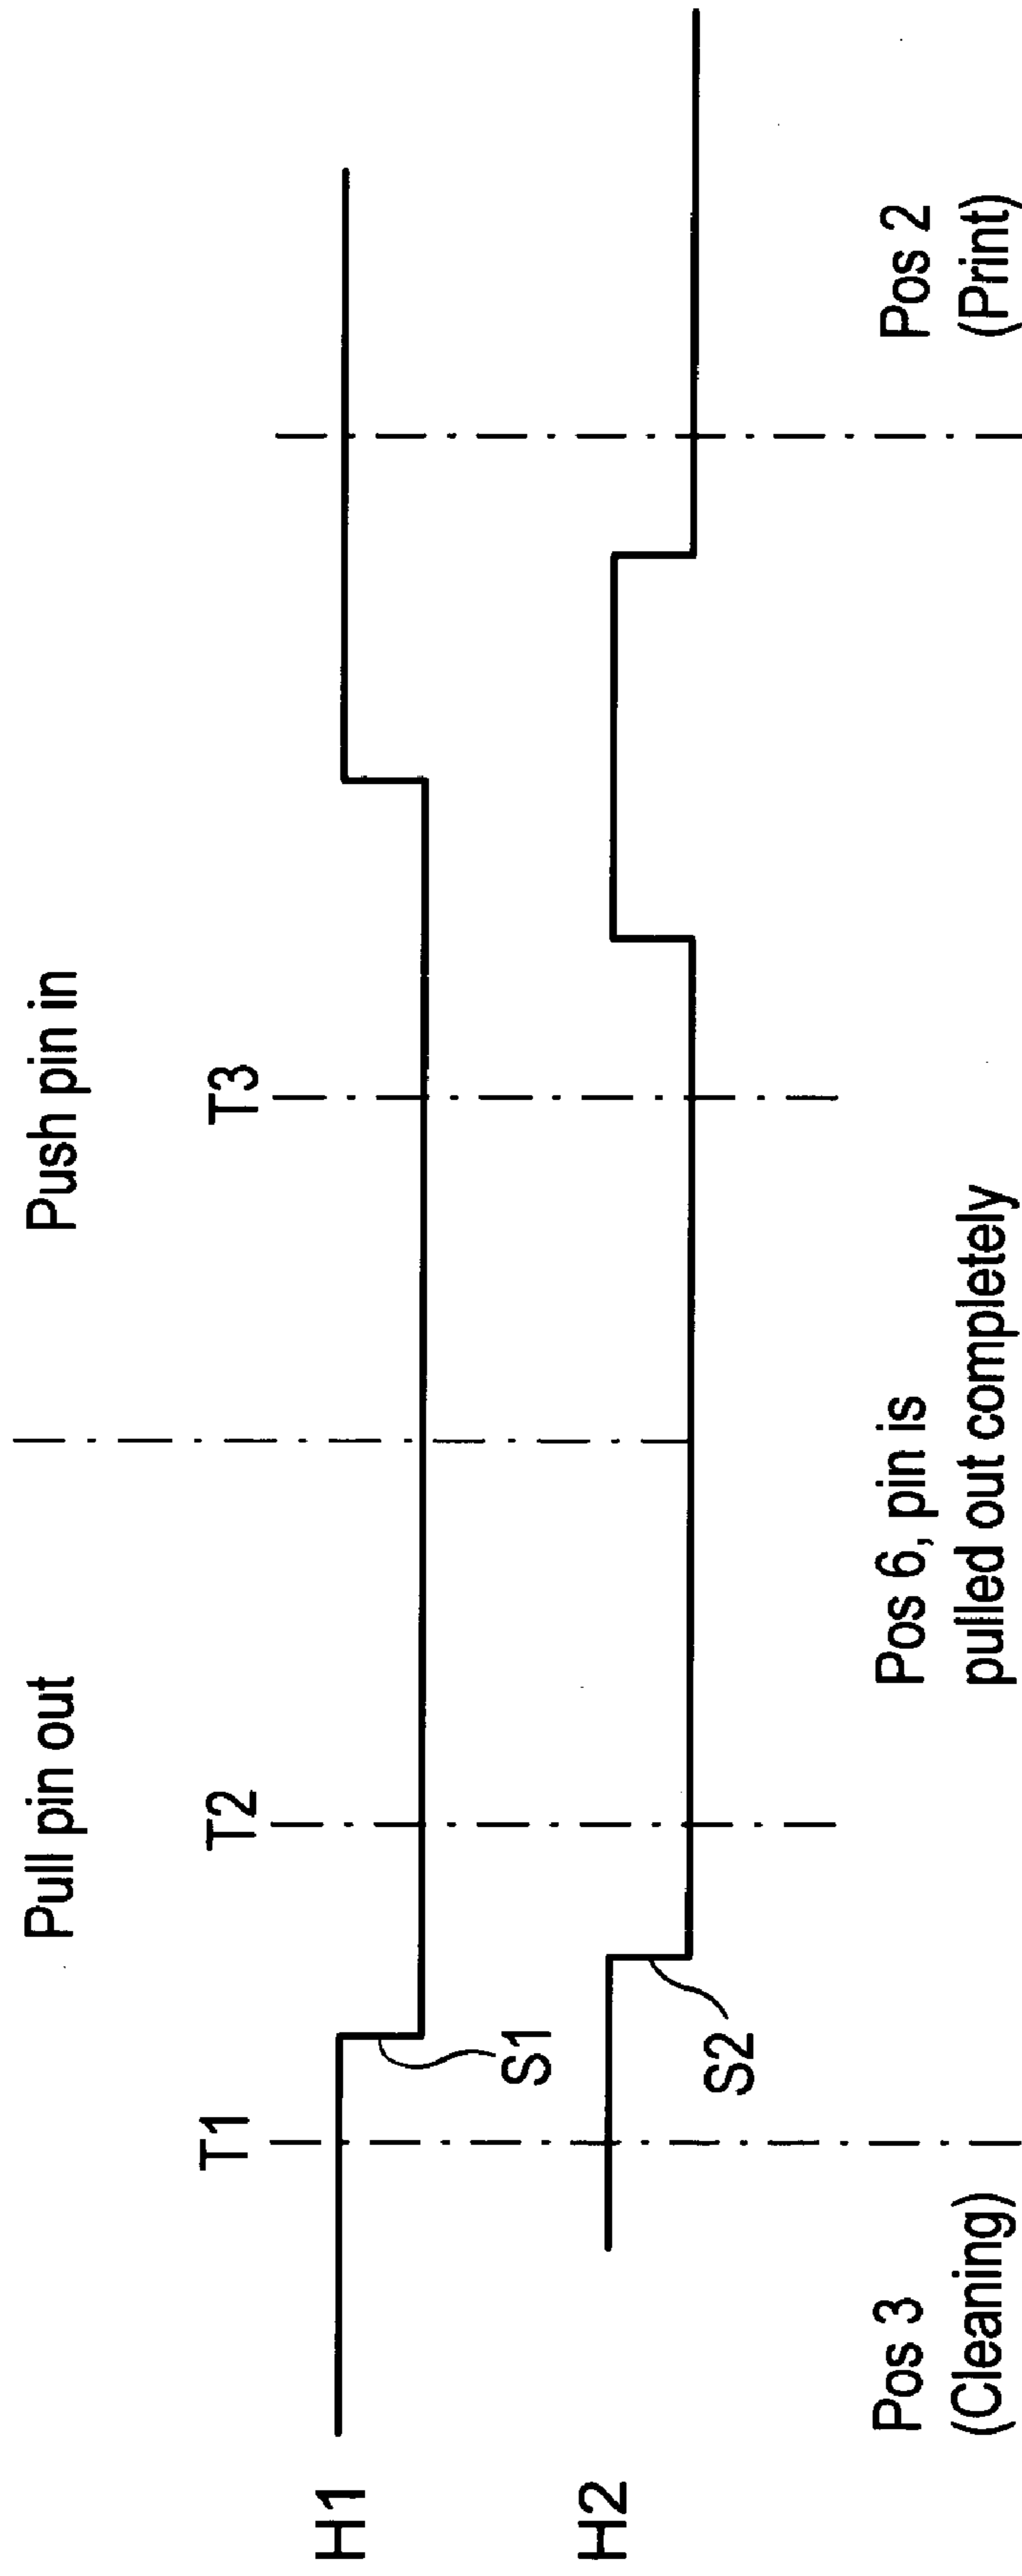 Pull pin out
Push pin in
T1
T2
T3
H1
S1
H2
S2
Pos 3
(Cleaning)
Pos 6, pin is
pulled out completely
Pos 2
(Print)